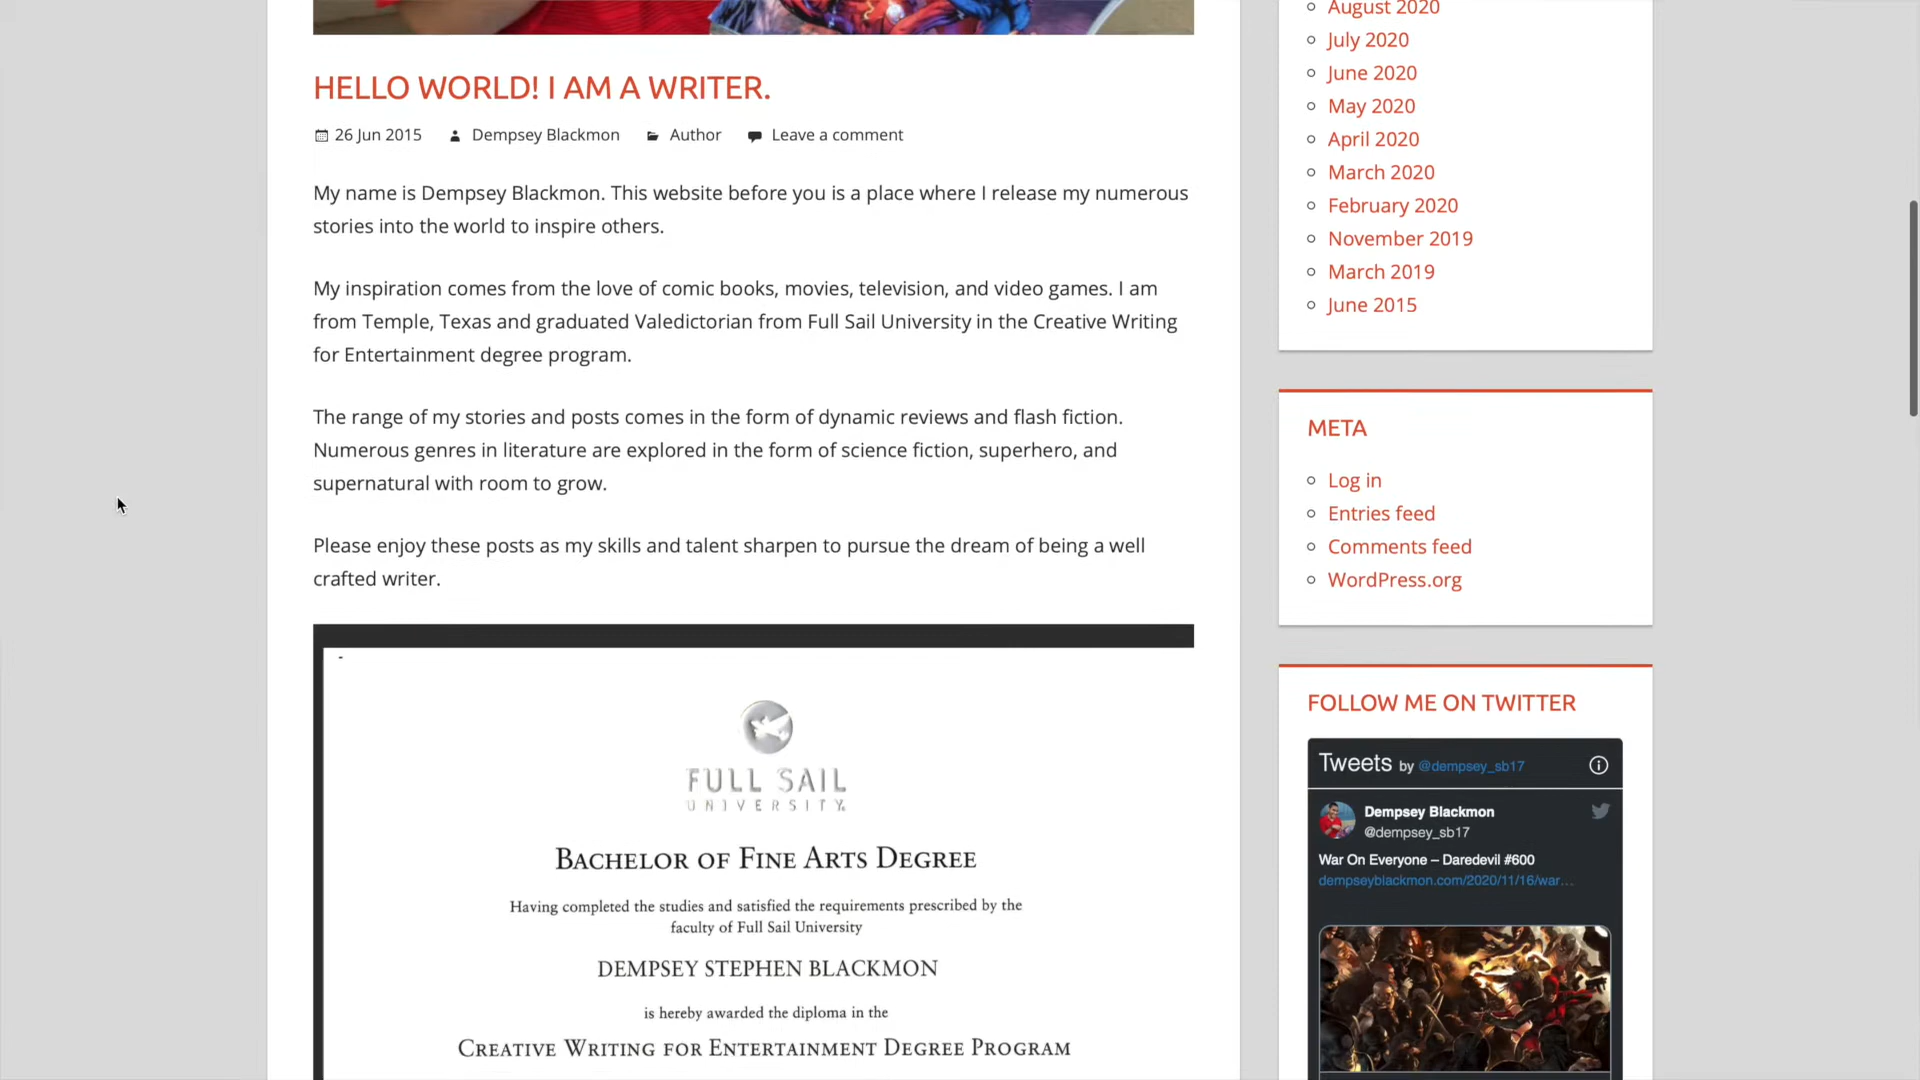 HELLO WORLD! I AM A WRITER.
26 Jun 2015 Dempsey Blackmon Author Leave a comment
My name is Dempsey Blackmon. This website before you is a place where I release my numerous
stories into the world to inspire others.
My inspiration comes from the love of comic books, movies, television, and video games. I am
from Temple, Texas and graduated Valedictorian from Full Sail University in the Creative Writing
for Entertainment degree program.
The range of my stories and posts comes in the form of dynamic reviews and flash fiction.
Numerous genres in literature are explored in the form of science fiction, superhero, and
supernatural with room to grow.
Please enjoy these posts as my skills and talent sharpen to pursue the dream of being a well
crafted writer.
FULL SAIL
UNIVERSITY.
BACHELOR OF FINE ARTS DEGREE
Having completed the studies and satisfied the requirements prescribed by the
faculty of Full Sail University
DEMPSEY STEPHEN BLACKMON
is hereby awarded the diploma in the
CREATIVE WRITING FOR ENTERTAINMENT DEGREE PROGRAM
August 2020
July 2020
June 2020
May 2020
April 2020
March 2020
February 2020
November 2019
March 2019
June 2015
META
Log in
Entries feed
Comments feed
WordPress.org
FOLLOW ME ON TWITTER
Tweets by @dempsey_sb17
Dempsey Blackmon
@dempsey_sb17
War On Everyone – Daredevil #600
dempseyblackmon.com/2020/11/16/war…